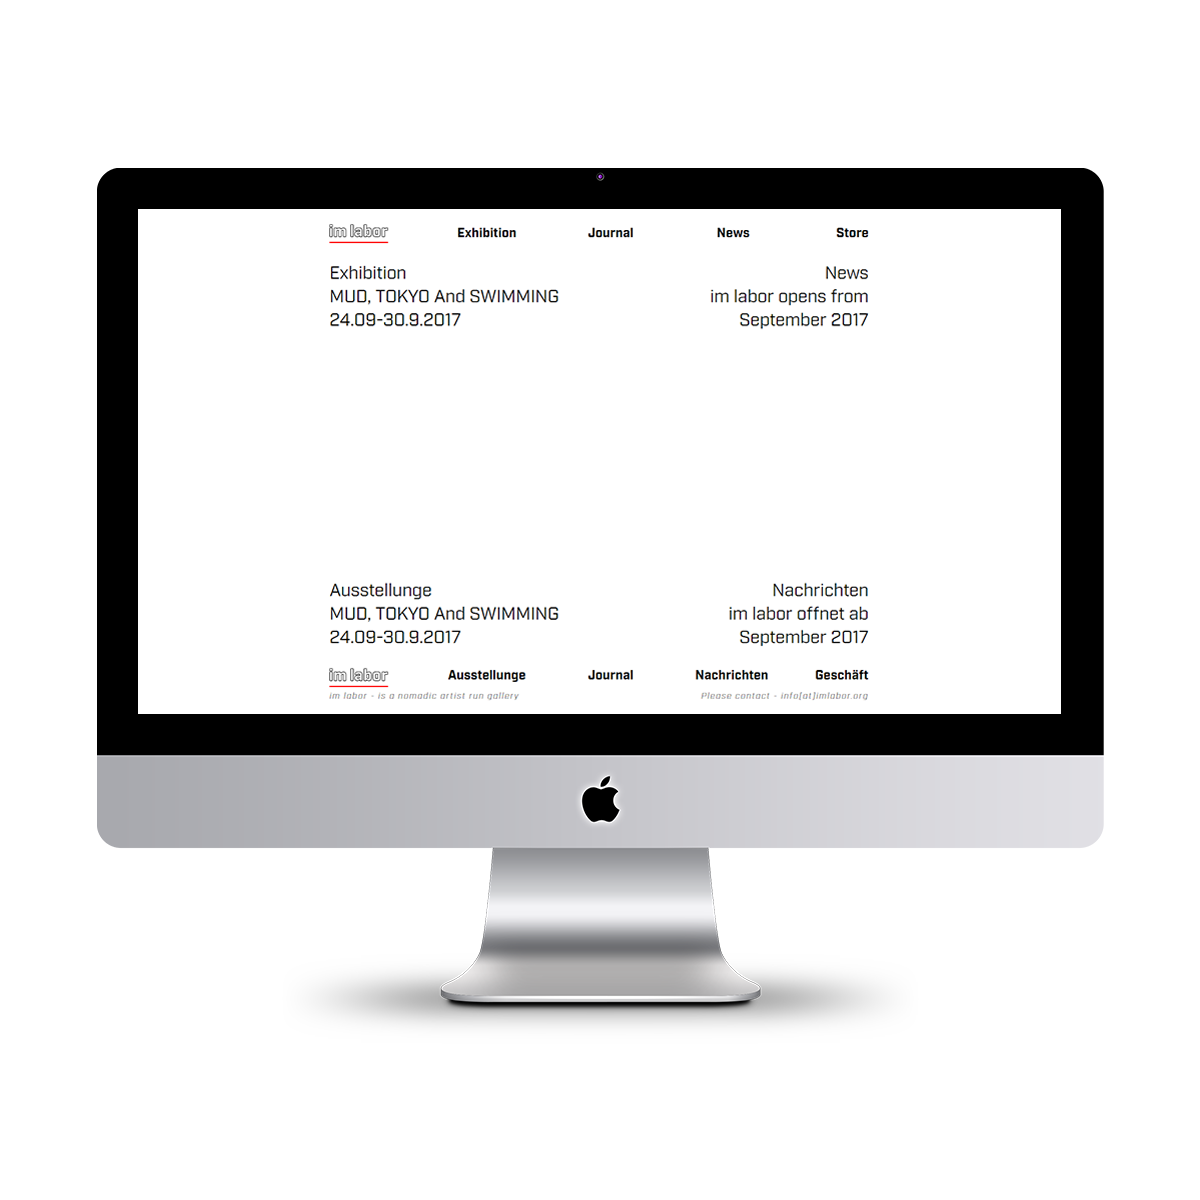 im labor Exhibition Journal News Store
Exhibition
MUD, TOKYO And SWIMMING
24.09-30.9.2017
News
im labor opens from
September 2017
Ausstellunge
MUD, TOKYO And SWIMMING
24.09-30.9.2017
Nachrichten
im labor offnet ab
September 2017
im labor Ausstellunge Journal Nachrichten Geschäft
im labor - is a nomadic artist run gallery
Please contact - info[at]imlabor.org